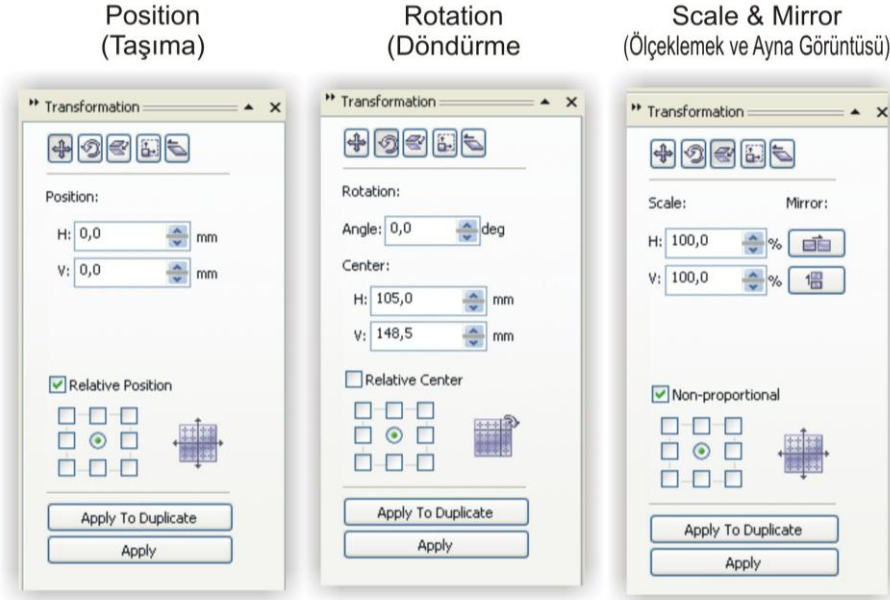 Position
(Taşıma)
Transformation
Position:
H: 0,0 mm
V: 0,0 mm
Relative Position
Apply To Duplicate
Apply
Rotation
(Döndürme
Transformation
Rotation:
Angle: 0,0 deg
Center:
H: 105,0 mm
V: 148,5 mm
Relative Center
Apply To Duplicate
Apply
Scale & Mirror
(Ölçeklemek ve Ayna Görüntüsü)
Transformation
Scale: Mirror:
H: 100,0 %
V: 100,0 %
Non-proportional
Apply To Duplicate
Apply